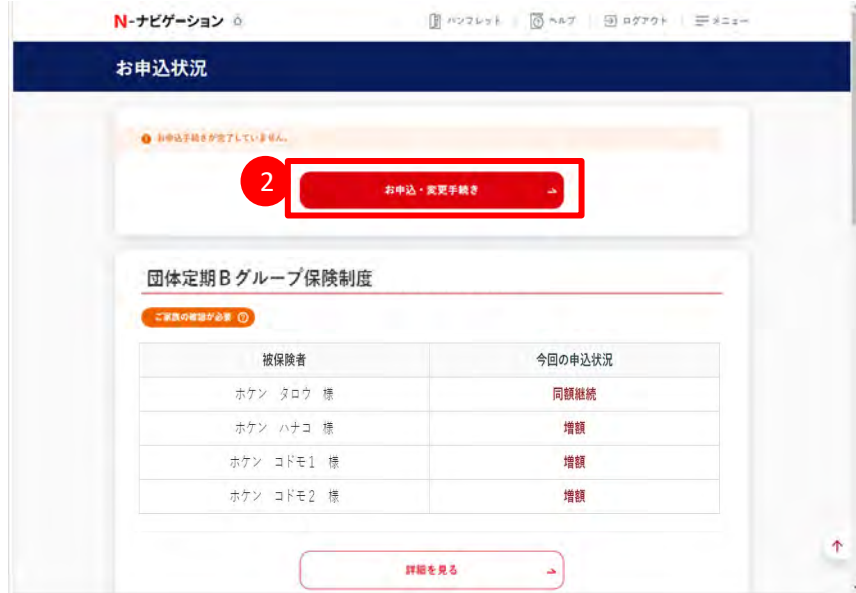 N-ナビゲーション
パンフレット ヘルプ ログアウト メニュー
お申込状況
お申込手続きが完了していません。
2
お申込・変更手続き
団体定期Bグループ保険制度
ご家族の確認が必要
被保険者 今回の申込状況
ホケン タロウ 様 同額継続
ホケン ハナコ 様 増額
ホケン コドモ1 様 増額
ホケン コドモ2 様 増額
詳細を見る